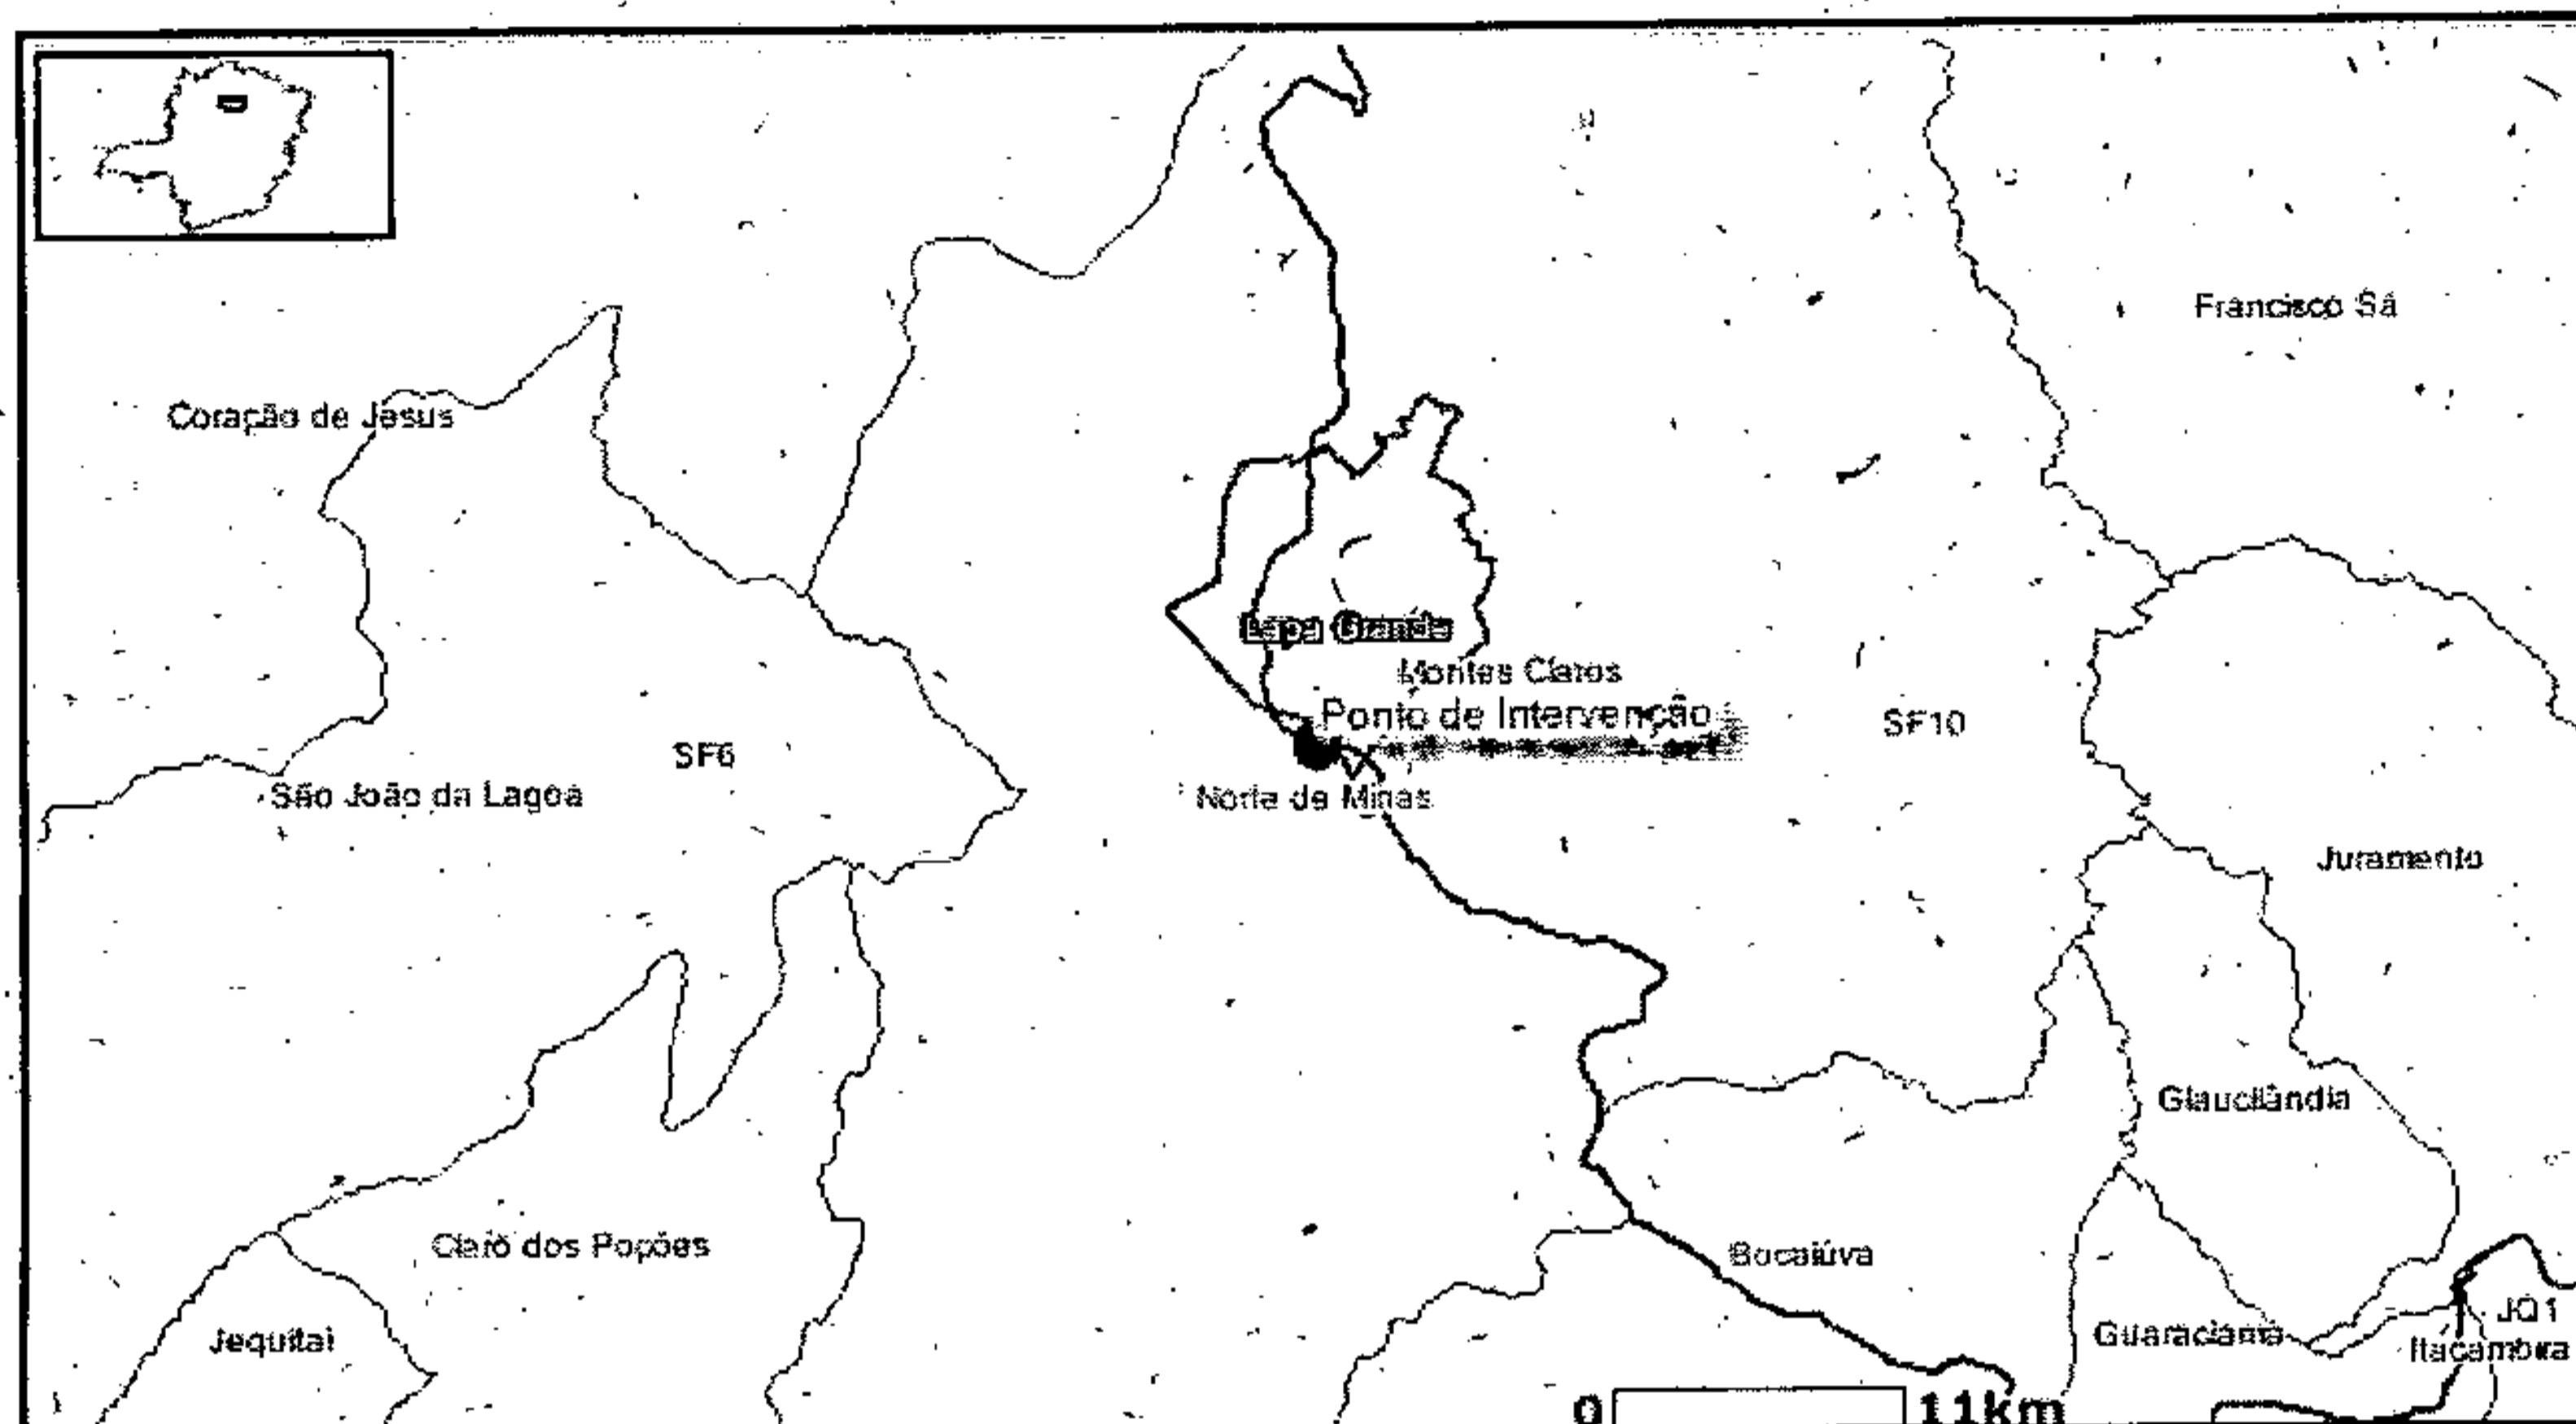 Francisco Sá
Coração de Jesus
Lapa Grande
Montes Claros
Ponto de Intervenção
SF10
SF6
São João da Lagoa
Norte de Minas
Juramento
Glaucilândia
Claro dos Poções
Bocaiúva
Jequitaí
Guaraciama
JQ1
Itacambira
0 11km